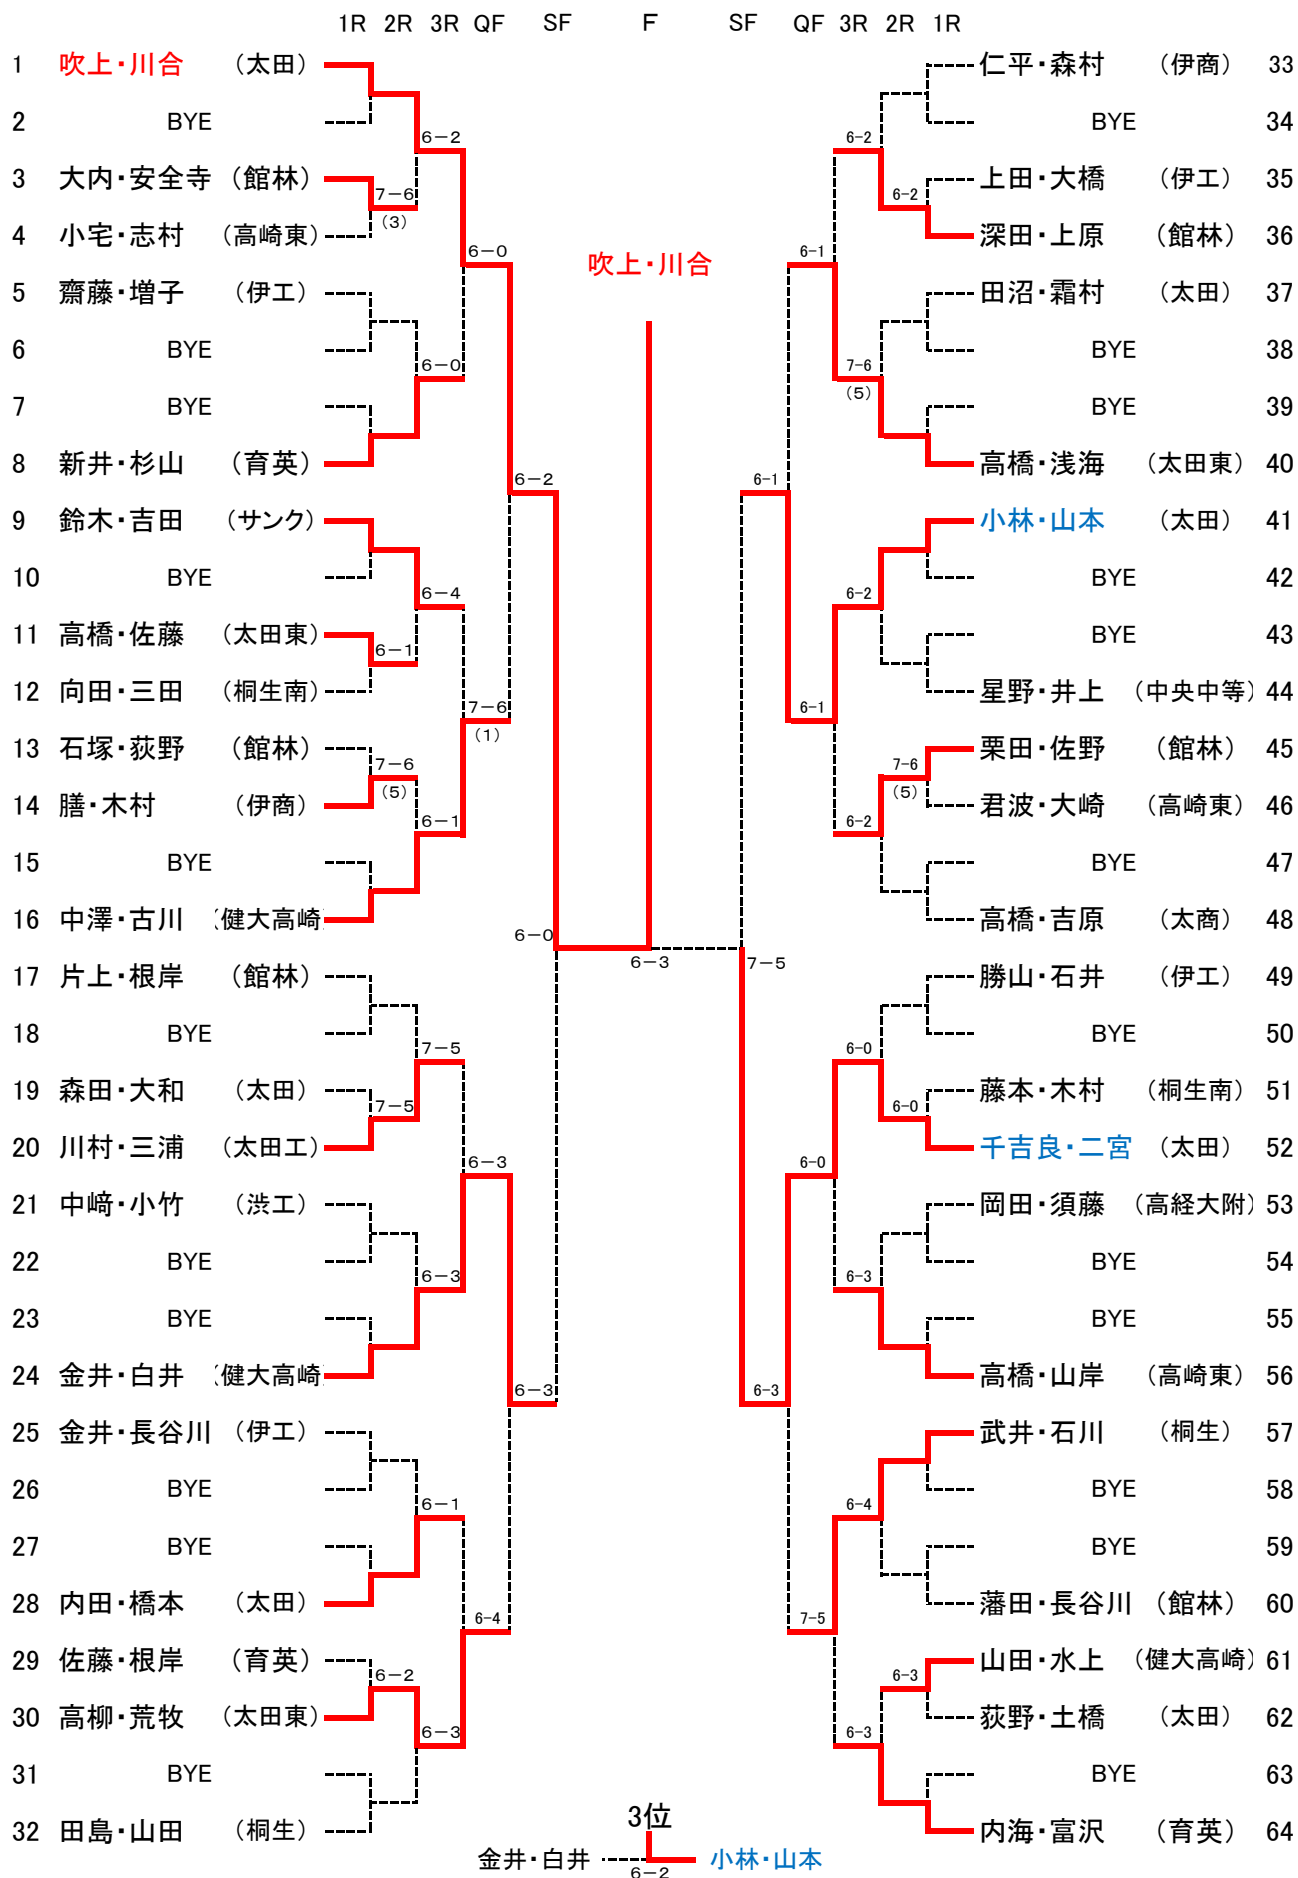 1R 2R 3R QF SF F SF QF 3R 2R 1R
1 吹上・川合 (太田) 仁平・森村 (伊商) 33
2 BYE BYE 34
6－2 6-2
3 大内・安全寺 (館林) 上田・大橋 (伊工) 35
7－6 6-2
(3)
4 小宅・志村 (高崎東) 深田・上原 (館林) 36
6－0 6-1
吹上・川合
5 齋藤・増子 (伊工) 田沼・霜村 (太田) 37
6 BYE BYE 38
6－0 7-6
(5)
7 BYE BYE 39
8 新井・杉山 (育英) 高橋・浅海 (太田東) 40
6－2 6-1
9 鈴木・吉田 (サンク) 小林・山本 (太田) 41
10 BYE BYE 42
6－4 6-2
11 高橋・佐藤 (太田東) BYE 43
6－1
12 向田・三田 (桐生南) 星野・井上 (中央中等) 44
7－6 6-1
(1)
13 石塚・荻野 (館林) 栗田・佐野 (館林) 45
7－6 7-6
(5) (5)
14 膳・木村 (伊商) 君波・大崎 (高崎東) 46
6－1 6-2
15 BYE BYE 47
16 中澤・古川 (健大高崎) 高橋・吉原 (太商) 48
6－0 6－3 7－5
17 片上・根岸 (館林) 勝山・石井 (伊工) 49
18 BYE BYE 50
7－5 6-0
19 森田・大和 (太田) 藤本・木村 (桐生南) 51
7－5 6-0
20 川村・三浦 (太田工) 千吉良・二宮 (太田) 52
6－3 6-0
21 中﨑・小竹 (渋工) 岡田・須藤 (高経大附) 53
22 BYE BYE 54
6－3 6-3
23 BYE BYE 55
24 金井・白井 (健大高崎) 高橋・山岸 (高崎東) 56
6－3 6-3
25 金井・長谷川 (伊工) 武井・石川 (桐生) 57
26 BYE BYE 58
6－1 6-4
27 BYE BYE 59
28 内田・橋本 (太田) 藩田・長谷川 (館林) 60
6-4 7-5
29 佐藤・根岸 (育英) 山田・水上 (健大高崎) 61
6－2 6-3
30 高柳・荒牧 (太田東) 荻野・土橋 (太田) 62
6－3 6-3
31 BYE BYE 63
32 田島・山田 (桐生) 内海・富沢 (育英) 64
3位
金井・白井 小林・山本
6－2